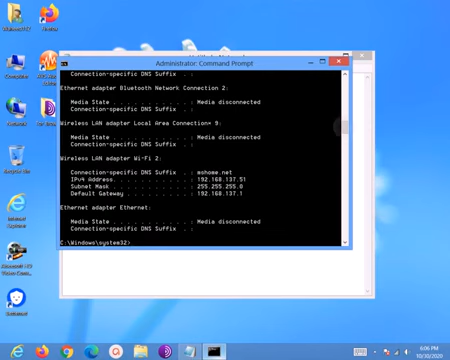 Firefox
Computer
Network
Recycle Bin
Internet
Explorer
Administrator: Command Prompt
Connection-specific DNS Suffix . :
Ethernet adapter Bluetooth Network Connection 2:
Media State . . . . . . . . . . . : Media disconnected
Connection-specific DNS Suffix . :
Wireless LAN adapter Local Area Connection* 9:
Media State . . . . . . . . . . . : Media disconnected
Connection-specific DNS Suffix . :
Wireless LAN adapter Wi-Fi 2:
Connection-specific DNS Suffix . : mshome.net
IPv4 Address. . . . . . . . . . . : 192.168.137.51
Subnet Mask . . . . . . . . . . . : 255.255.255.0
Default Gateway . . . . . . . . . : 192.168.137.1
Ethernet adapter Ethernet:
Media State . . . . . . . . . . . : Media disconnected
Connection-specific DNS Suffix . :
C:\Windows\system32>
6:06 PM
10/30/2020